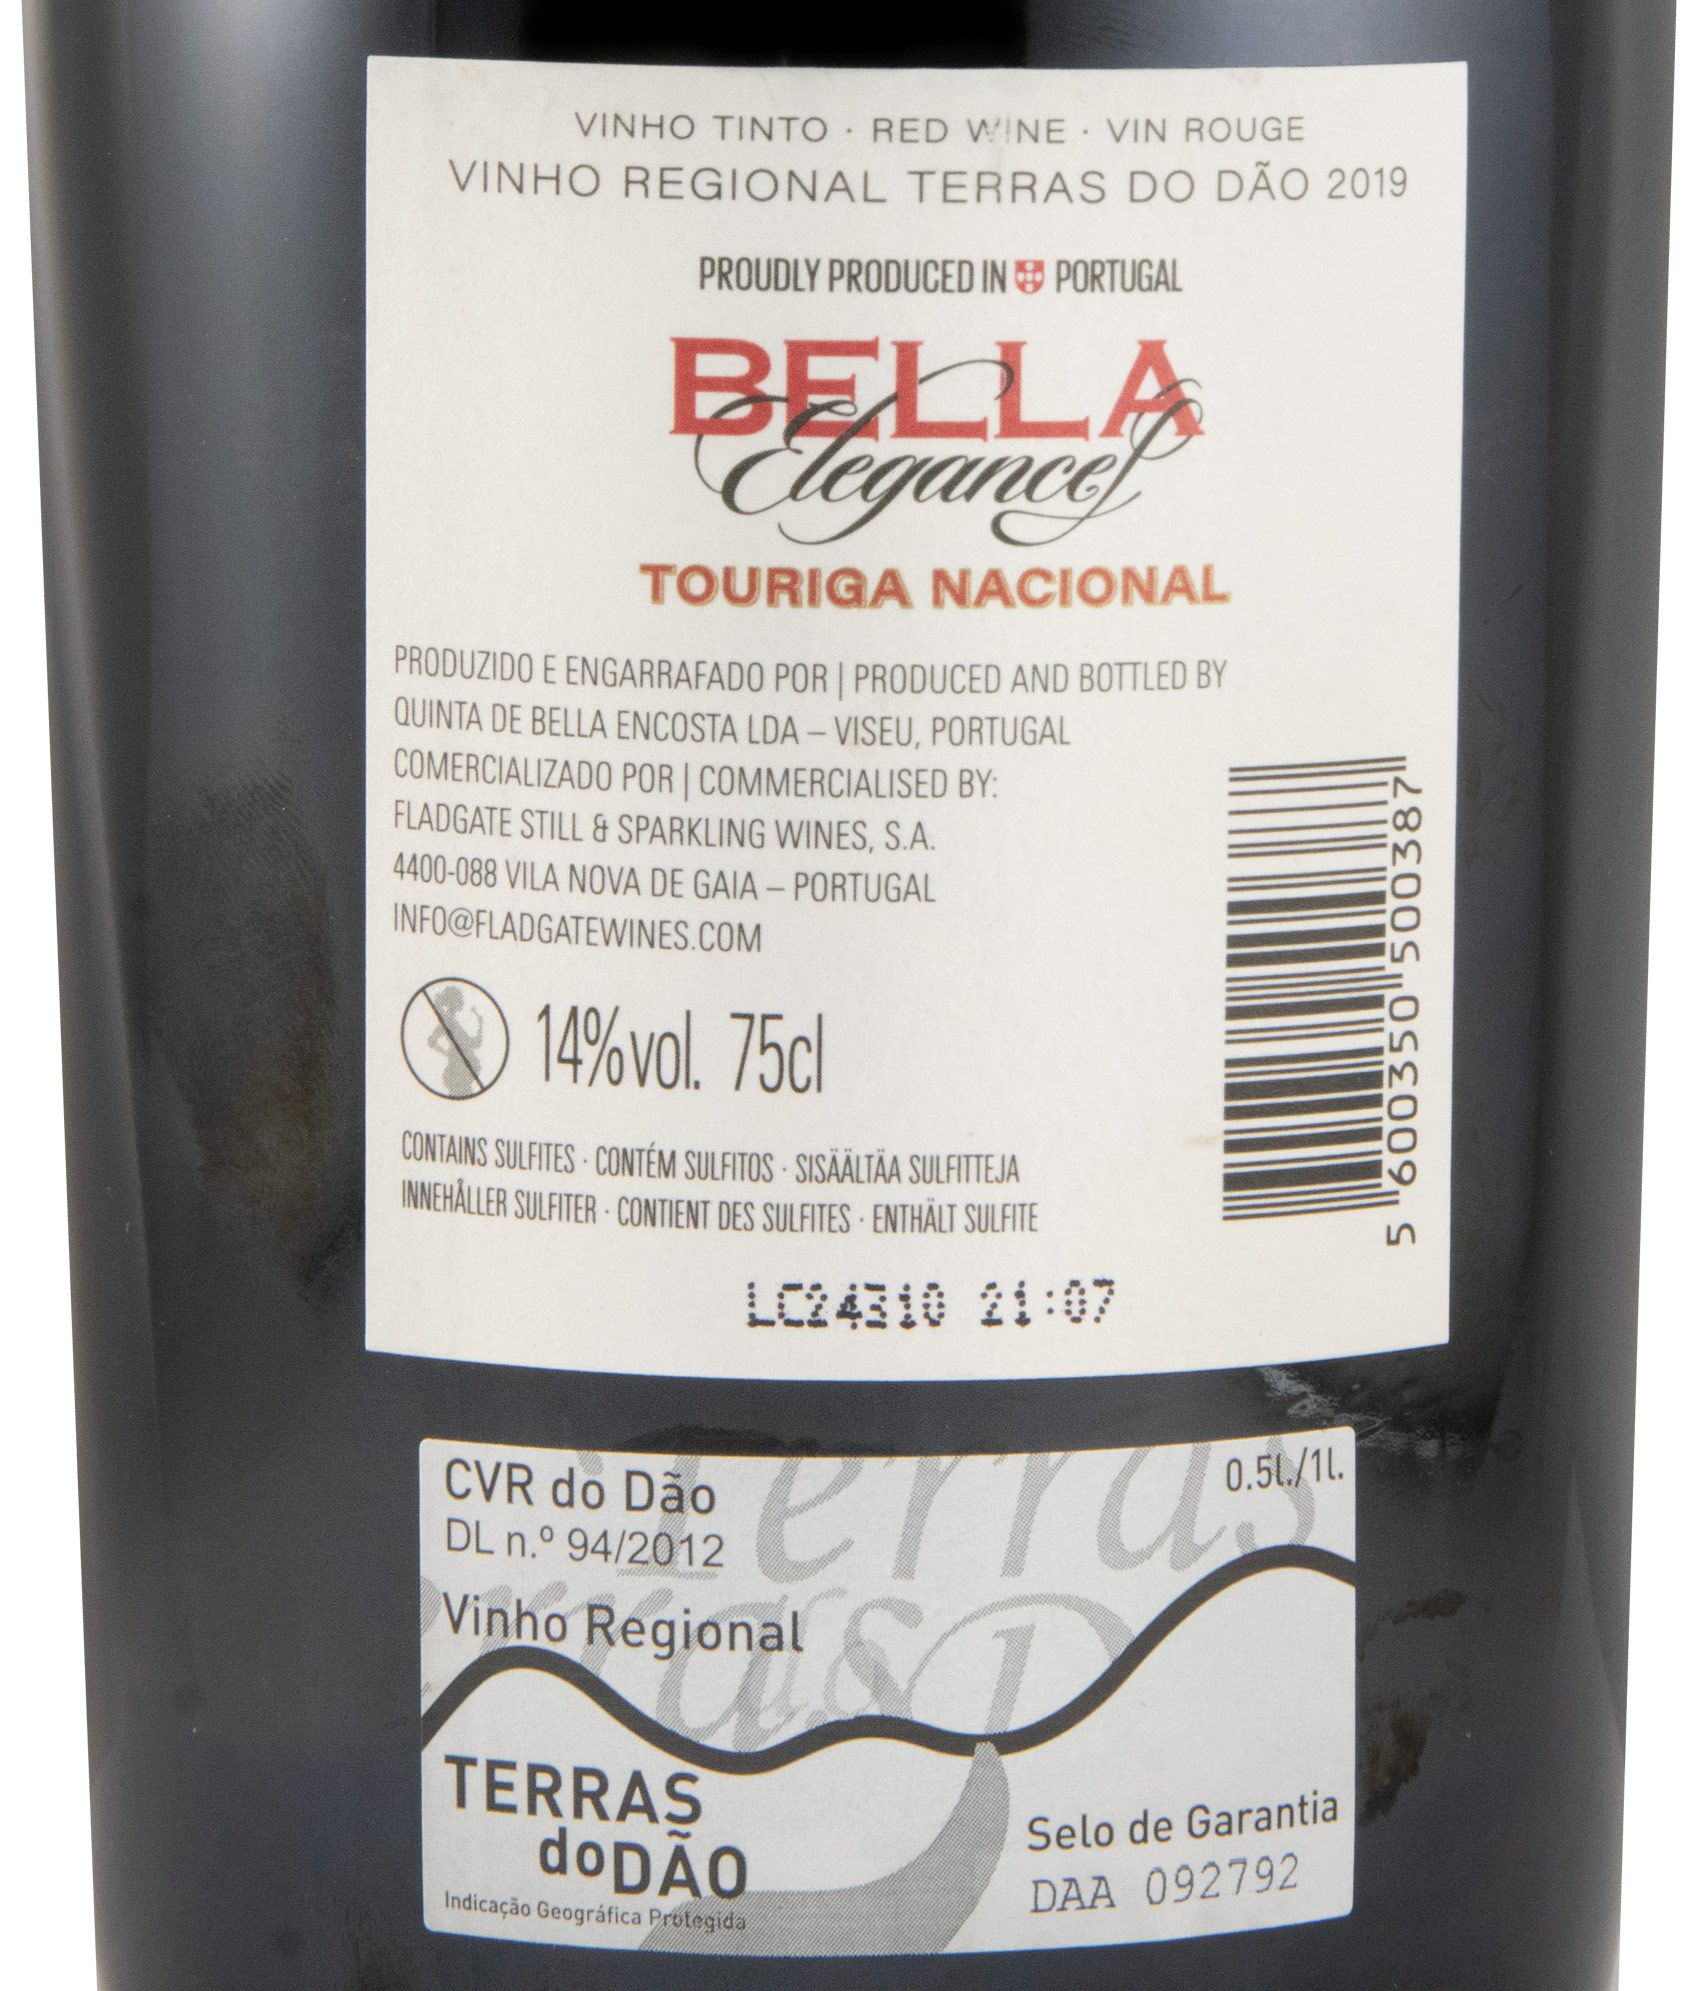 VINHO TINTO · RED WINE · VIN ROUGE
VINHO REGIONAL TERRAS DO DÃO 2019
PROUDLY PRODUCED IN PORTUGAL
BELLA
Elegance
TOURIGA NACIONAL
PRODUZIDO E ENGARRAFADO POR | PRODUCED AND BOTTLED BY
QUINTA DE BELLA ENCOSTA LDA – VISEU, PORTUGAL
COMERCIALIZADO POR | COMMERCIALISED BY:
FLADGATE STILL & SPARKLING WINES, S.A.
4400-088 VILA NOVA DE GAIA – PORTUGAL
INFO@FLADGATEWINES.COM
14%vol. 75cl
CONTAINS SULFITES · CONTÉM SULFITOS · SISÄÄLTÄÄ SULFITTEJA
INNEHÅLLER SULFITER · CONTIENT DES SULFITES · ENTHÄLT SULFITE
5 600350 500387
LC24310 21:07
CVR do Dão
0.5l./1l.
DL n.º 94/2012
Vinho Regional
Terras
TERRAS
doDÃO
Indicação Geográfica Protegida
Selo de Garantia
DAA 092792